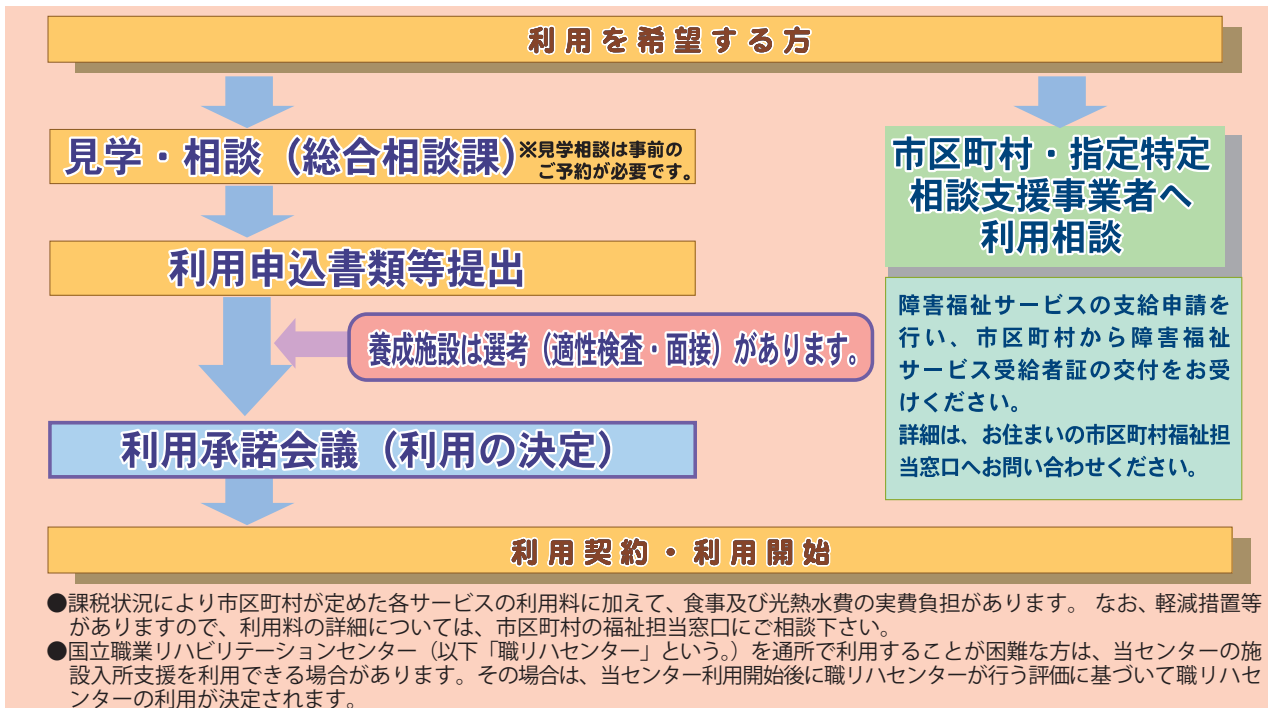 利用を希望する方
見学・相談（総合相談課）
※見学相談は事前の
ご予約が必要です。
利用申込書類等提出
養成施設は選考（適性検査・面接）があります。
利用承諾会議（利用の決定）
市区町村・指定特定
相談支援事業者へ
利用相談
障害福祉サービスの支給申請を
行い、市区町村から障害福祉
サービス受給者証の交付をお受
けください。
詳細は、お住まいの市区町村福祉担
当窓口へお問い合わせください。
利用契約・利用開始
●課税状況により市区町村が定めた各サービスの利用料に加えて、食事及び光熱水費の実費負担があります。 なお、軽減措置等
がありますので、利用料の詳細については、市区町村の福祉担当窓口にご相談下さい。
●国立職業リハビリテーションセンター（以下「職リハセンター」という。）を通所で利用することが困難な方は、当センターの施
設入所支援を利用できる場合があります。その場合は、当センター利用開始後に職リハセンターが行う評価に基づいて職リハセ
ンターの利用が決定されます。